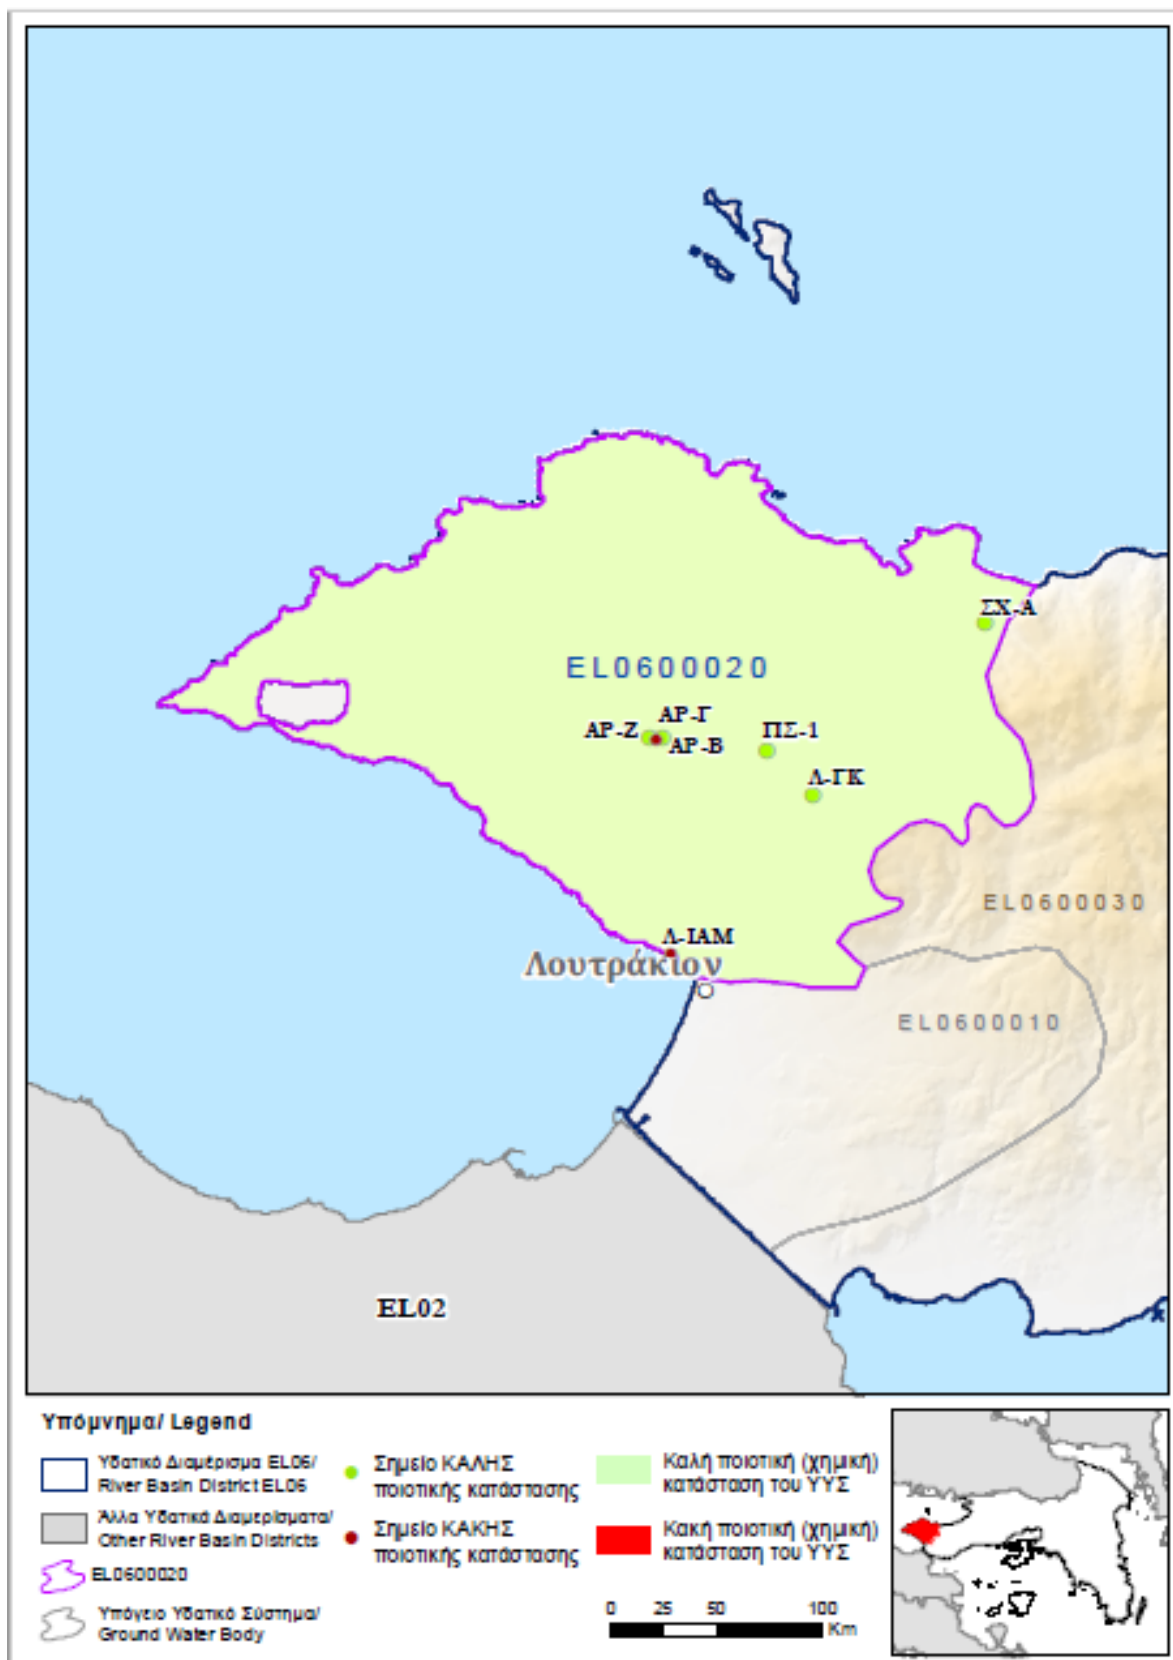 ΣΧ-Α
EL0600020
ΑΡ-Γ
ΑΡ-Ζ
ΑΡ-Β
ΠΣ-1
Λ-ΓΚ
EL0600030
Λ-ΙΑΜ
Λουτράκιον
EL0600010
EL02
Υπόμνημα/ Legend
Υδατικό Διαμέρισμα EL06/
River Basin District EL06
Άλλα Υδατικά Διαμερίσματα/
Other River Basin Districts
EL0600020
Υπόγειο Υδατικό Σύστημα/
Ground Water Body
Σημείο ΚΑΛΗΣ
ποιοτικής κατάστασης
Σημείο ΚΑΚΗΣ
ποιοτικής κατάστασης
Καλή ποιοτική (χημική)
κατάσταση του ΥΥΣ
Κακή ποιοτική (χημική)
κατάσταση του ΥΥΣ
0 25 50 100
Km